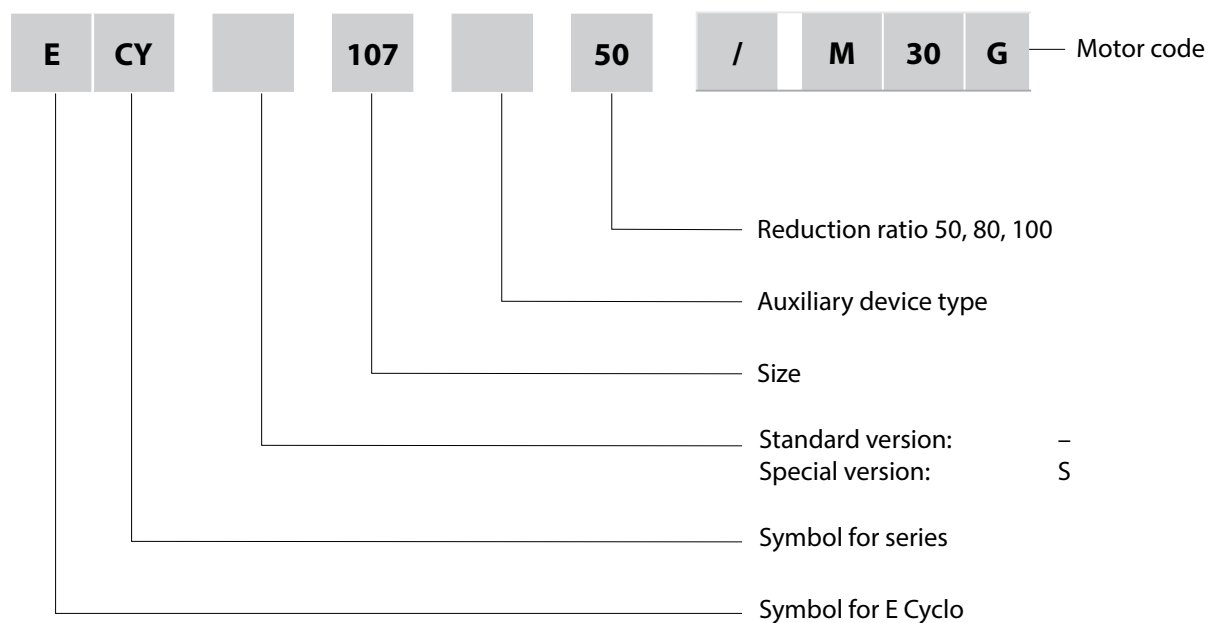 E CY 107 50 / M 30 G Motor code
Reduction ratio 50, 80, 100
Auxiliary device type
Size
Standard version: –
Special version: S
Symbol for series
Symbol for E Cyclo